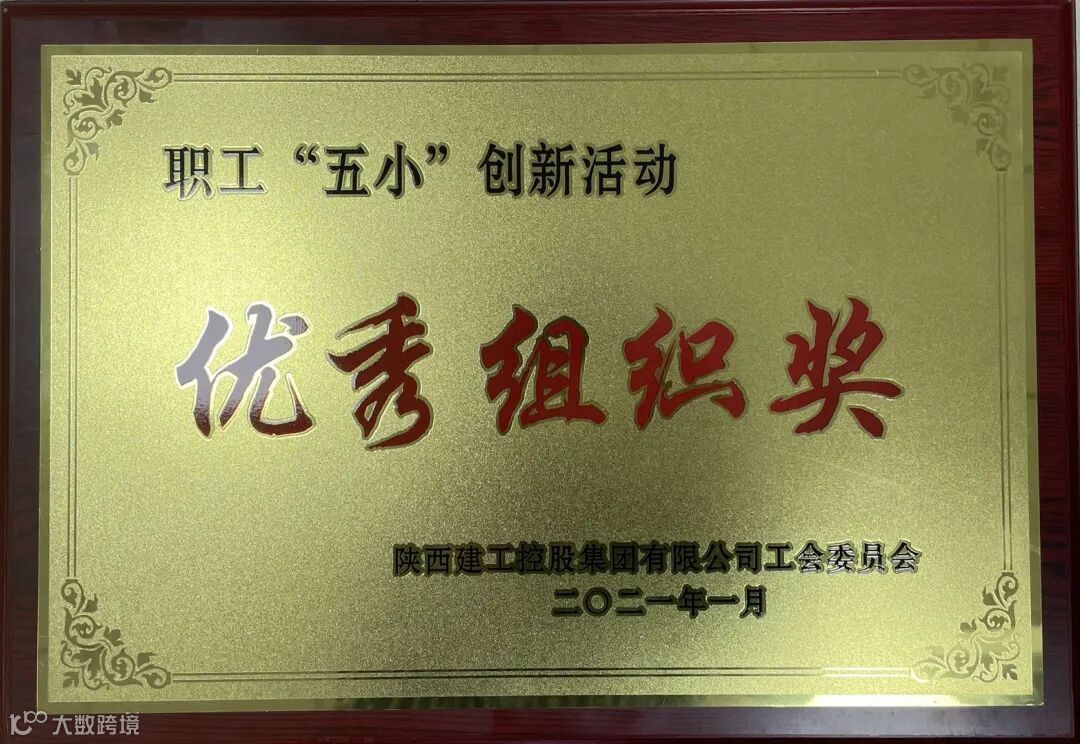 职工“五小”创新活动
优秀组织奖
陕西建工控股集团有限公司工会委员会
二〇二一年一月
大数跨境